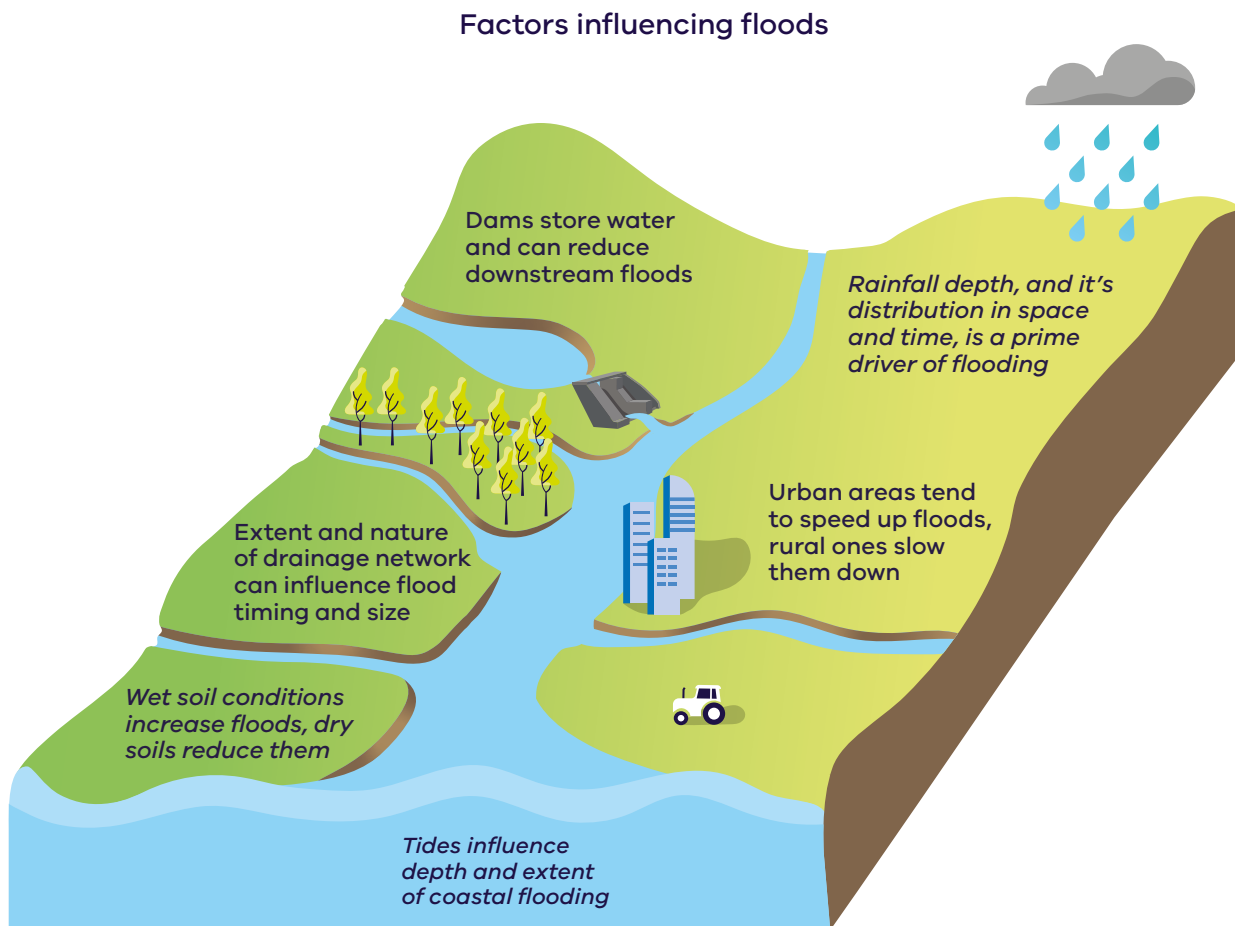 Factors influencing floods
Dams store water
and can reduce
downstream floods
Rainfall depth, and it's
distribution in space
and time, is a prime
driver of flooding
Extent and nature
of drainage network
can influence flood
timing and size
Urban areas tend
to speed up floods,
rural ones slow
them down
Wet soil conditions
increase floods, dry
soils reduce them
Tides influence
depth and extent
of coastal flooding